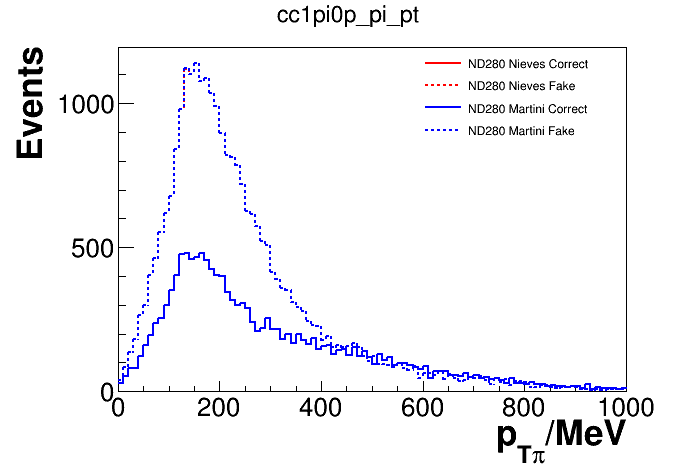 cc1pi0p_pi_pt
Events
1000
500
0
ND280 Nieves Correct
ND280 Nieves Fake
ND280 Martini Correct
ND280 Martini Fake
0 200 400 600 800 1000
pTπ/MeV